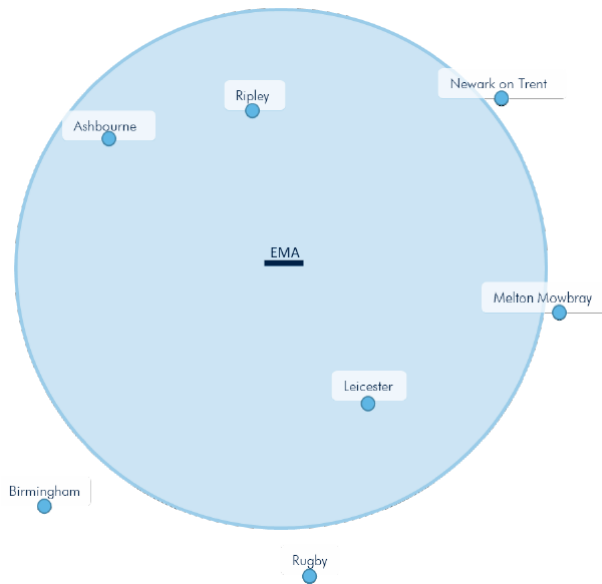 Newark on Trent
Ripley
Ashbourne
EMA
Melton Mowbray
Leicester
Birmingham
Rugby